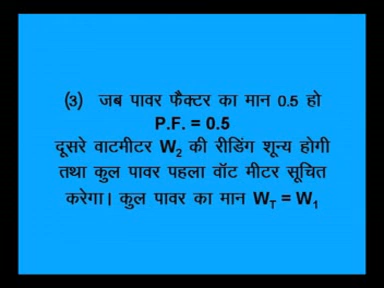 (3) जब पावर फैक्टर का मान 0.5 हो
P.F. = 0.5
दूसरे वाटमीटर W₂ की रीडिंग शून्य होगी
तथा कुल पावर पहला वॉट मीटर सूचित
करेगा। कुल पावर का मान W_T = W₁